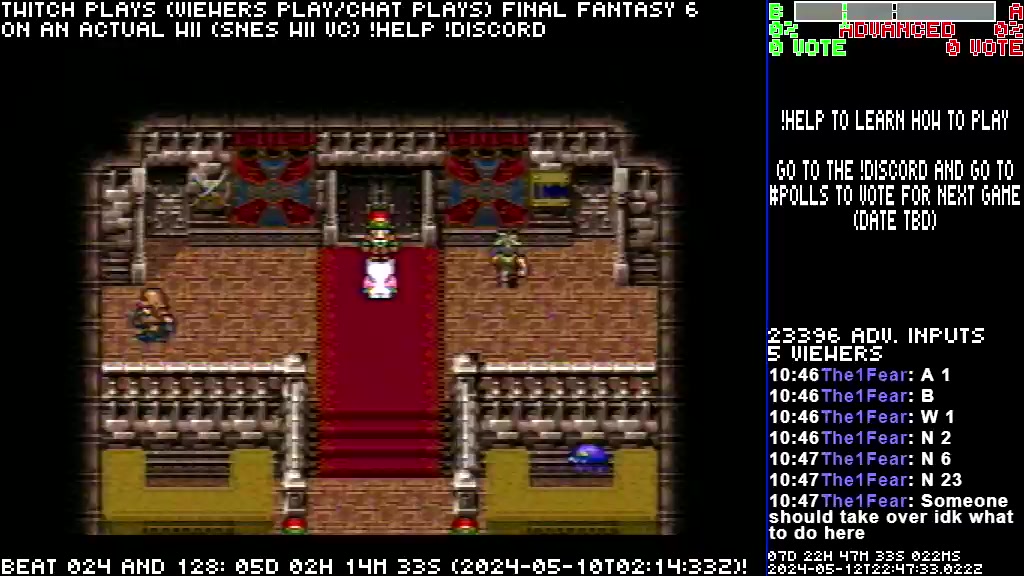 TWITCH PLAYS (VIEWERS PLAY/CHAT PLAYS) FINAL FANTASY 6
ON AN ACTUAL WII (SNES WII VC) !HELP !DISCORD
B A
0% ADVANCED 0%
0 VOTE 0 VOTE
!HELP TO LEARN HOW TO PLAY
GO TO THE !DISCORD AND GO TO
#POLLS TO VOTE FOR NEXT GAME
(DATE TBD)
23396 ADV. INPUTS
5 VIEWERS
10:46The1Fear: A 1
10:46The1Fear: B
10:46The1Fear: W 1
10:46The1Fear: N 2
10:47The1Fear: N 6
10:47The1Fear: N 23
10:47The1Fear: Someone
should take over idk what
to do here
07D 22H 47M 33S 022MS
2024-05-12T22:47:33.022Z
BEAT 024 AND 128: 05D 02H 14M 33S (2024-05-10T02:14:33Z)!